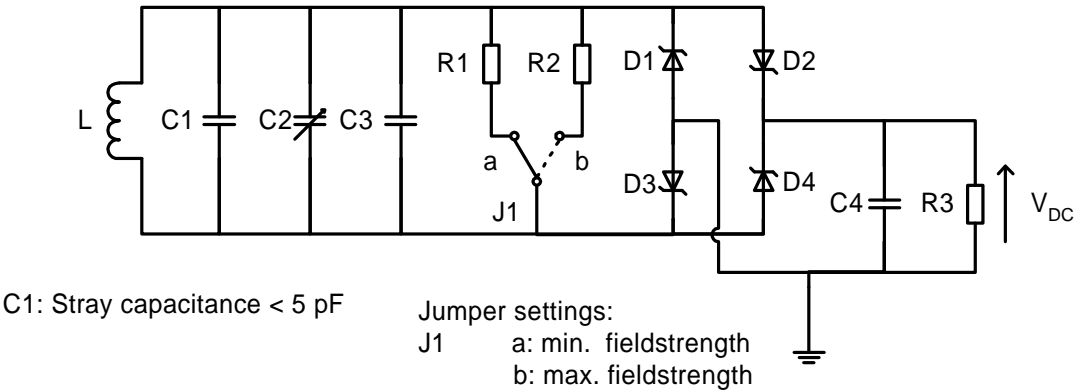 R1 R2 D1 D2
L C1 C2 C3
a b
D3 D4
J1
C4 R3 VDC
C1: Stray capacitance < 5 pF
Jumper settings:
J1 a: min. fieldstrength
b: max. fieldstrength